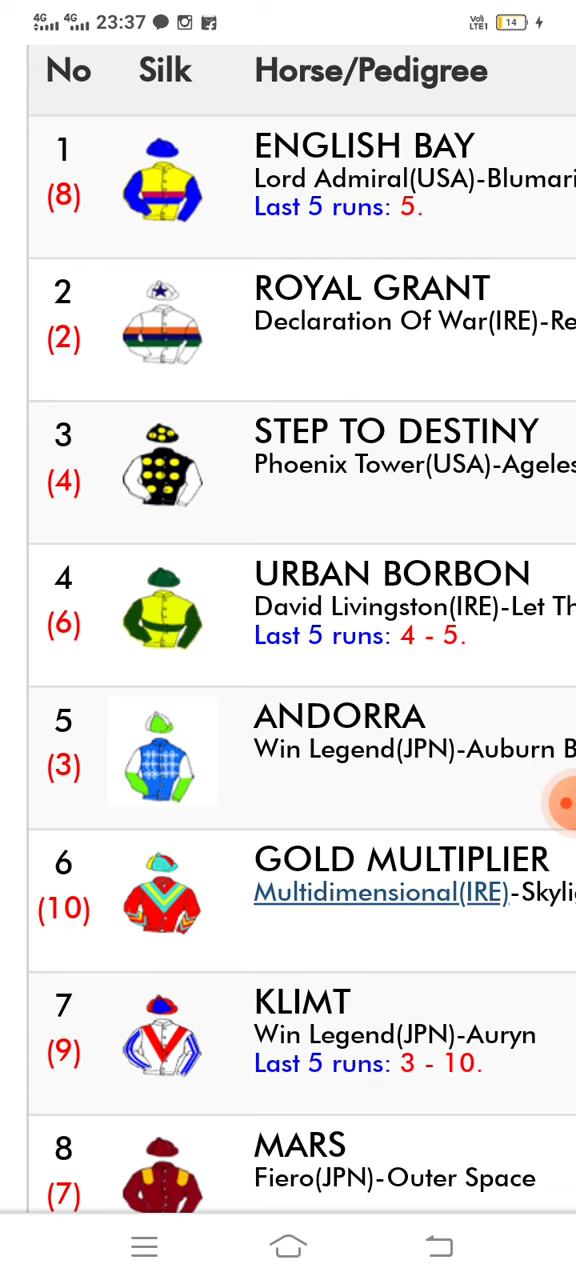 4G 4G 23:37 Vo) LTE1 14
No Silk Horse/Pedigree
1 ENGLISH BAY
(8) Lord Admiral(USA)-Blumari
Last 5 runs: 5.
2 ROYAL GRANT
(2) Declaration Of War(IRE)-Re
3 STEP TO DESTINY
(4) Phoenix Tower(USA)-Ageles
4 URBAN BORBON
(6) David Livingston(IRE)-Let Th
Last 5 runs: 4 - 5.
5 ANDORRA
(3) Win Legend(JPN)-Auburn B
6 GOLD MULTIPLIER
(10) Multidimensional(IRE)-Skylig
7 KLIMT
(9) Win Legend(JPN)-Auryn
Last 5 runs: 3 - 10.
8 MARS
(7) Fiero(JPN)-Outer Space